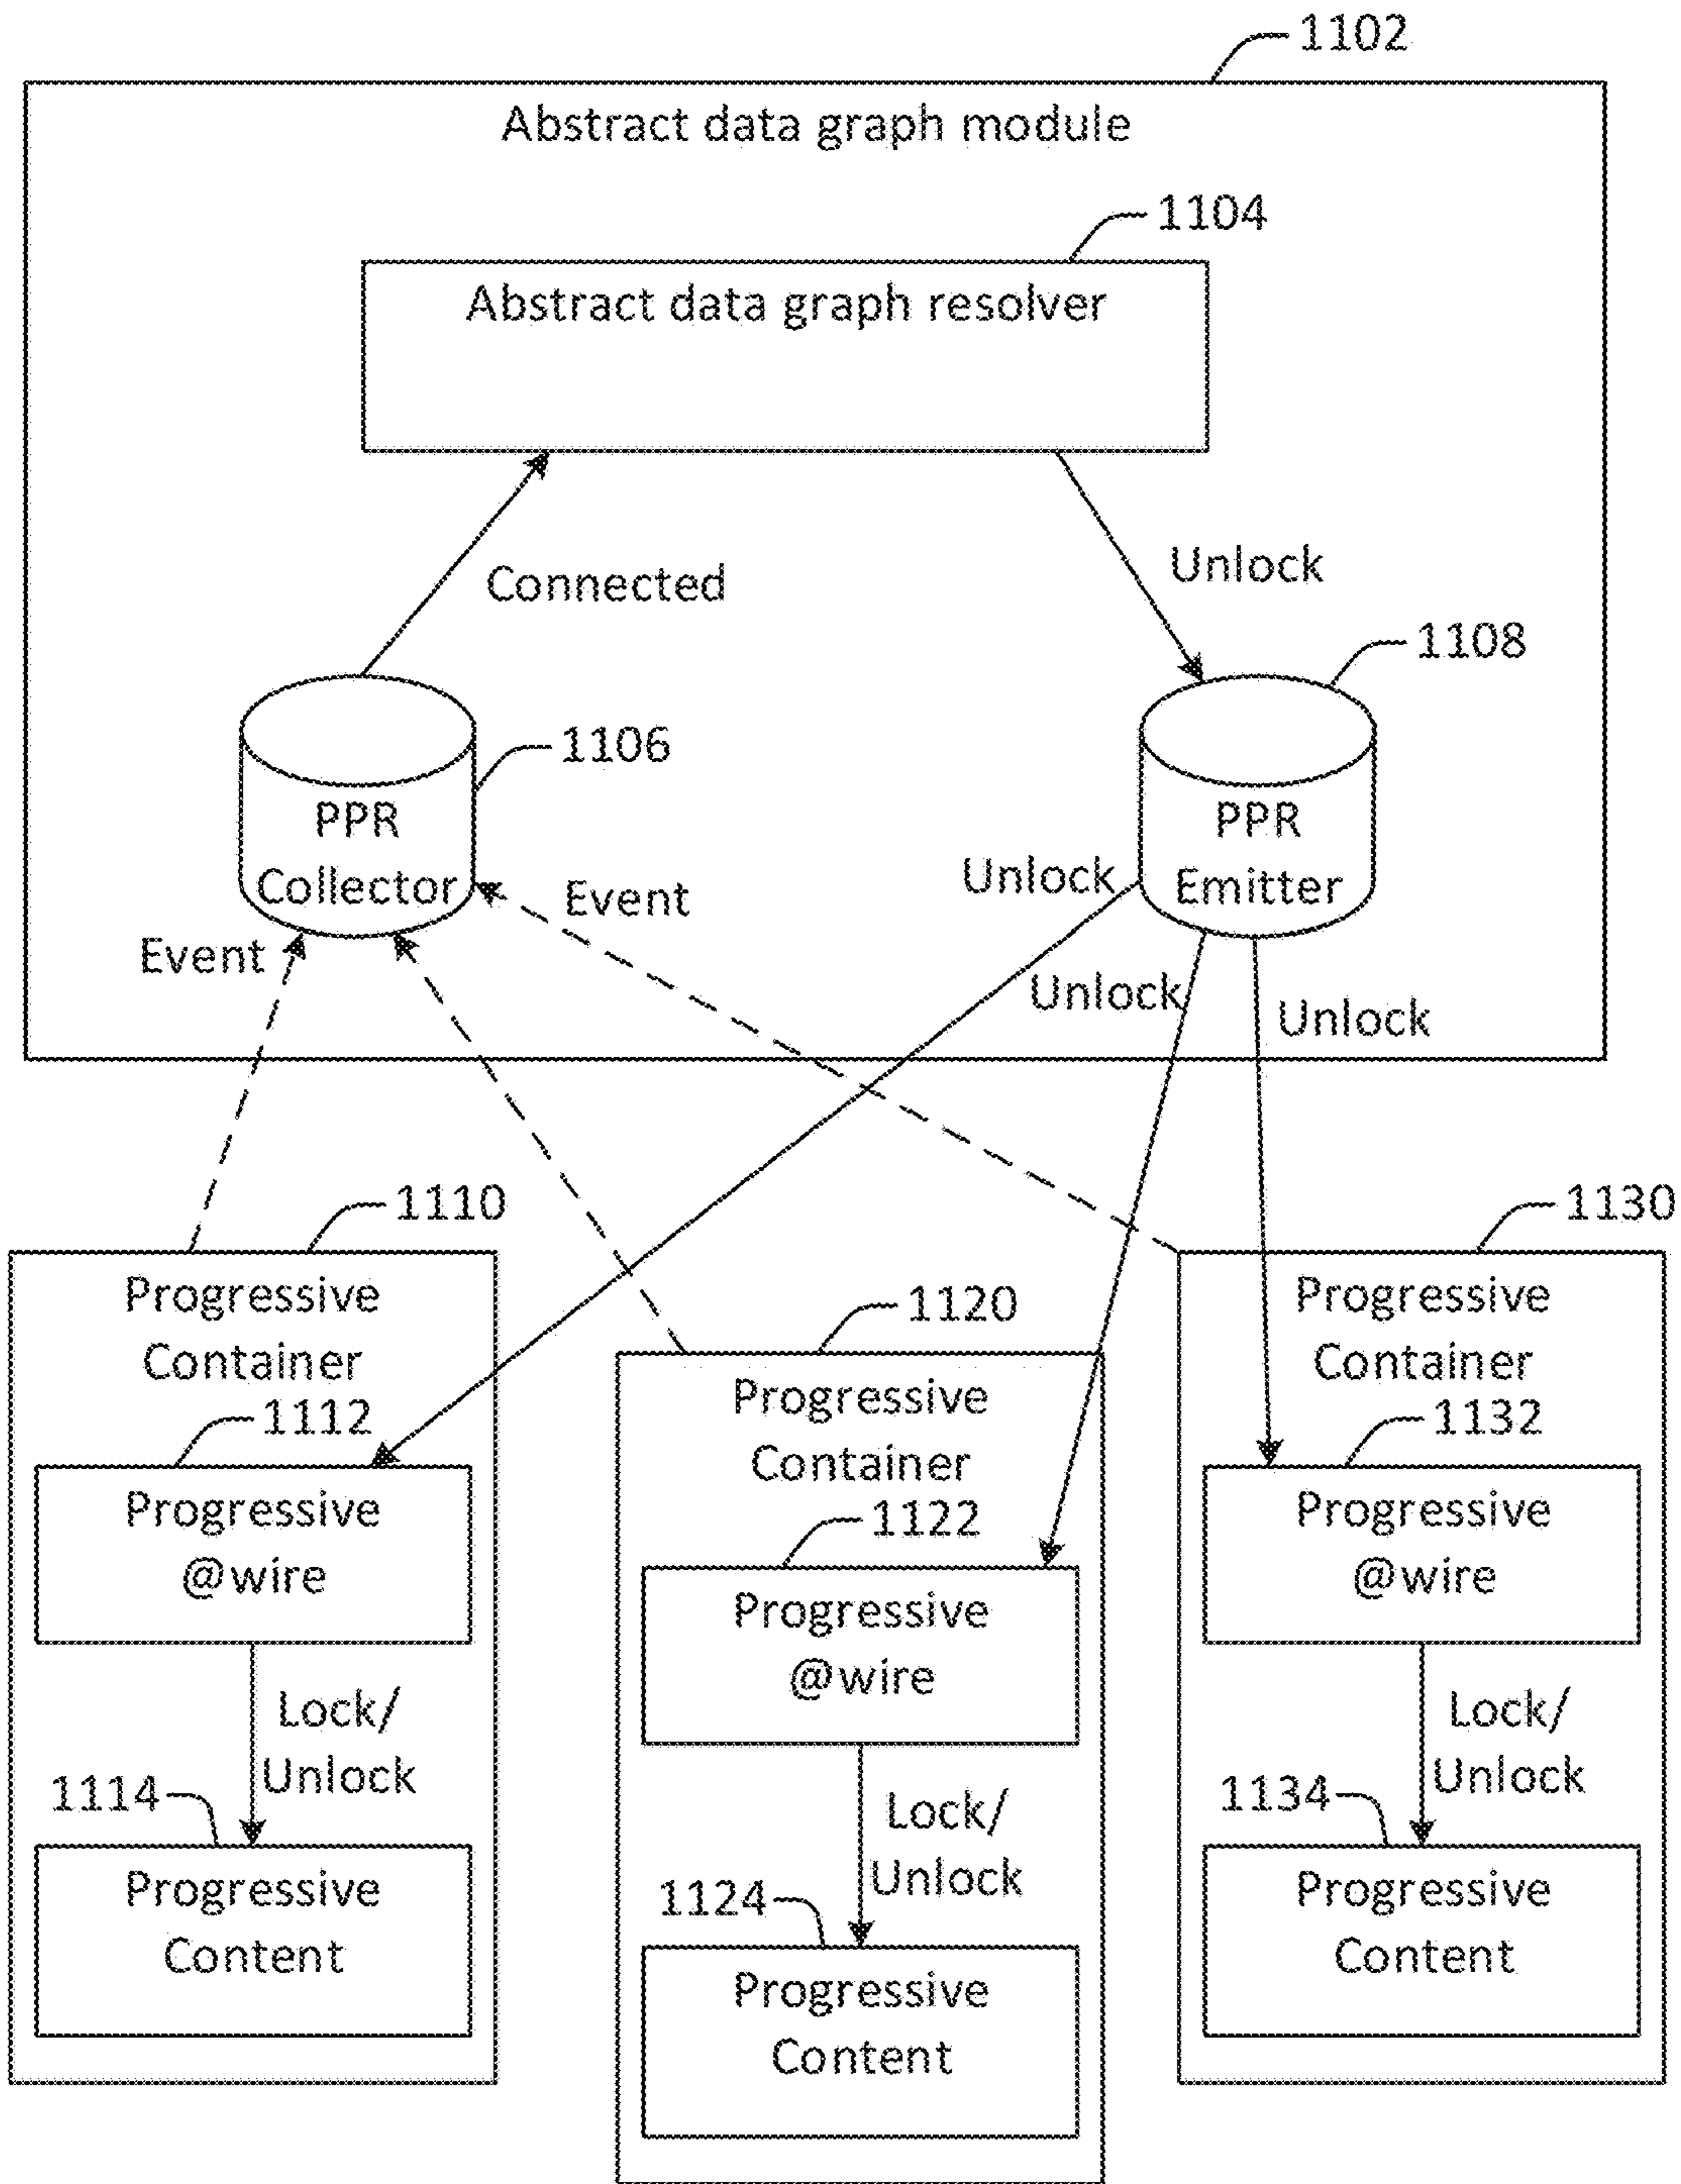 1102
Abstract data graph module
1104
Abstract data graph resolver
Connected
Unlock
1108
1106
PPR
Collector
PPR
Emitter
Event
Event
Unlock
Unlock
Unlock
1110
Progressive
Container
1112
Progressive
@wire
Lock/
Unlock
1114
Progressive
Content
1120
Progressive
Container
1122
Progressive
@wire
Lock/
Unlock
1124
Progressive
Content
1130
Progressive
Container
1132
Progressive
@wire
Lock/
Unlock
1134
Progressive
Content